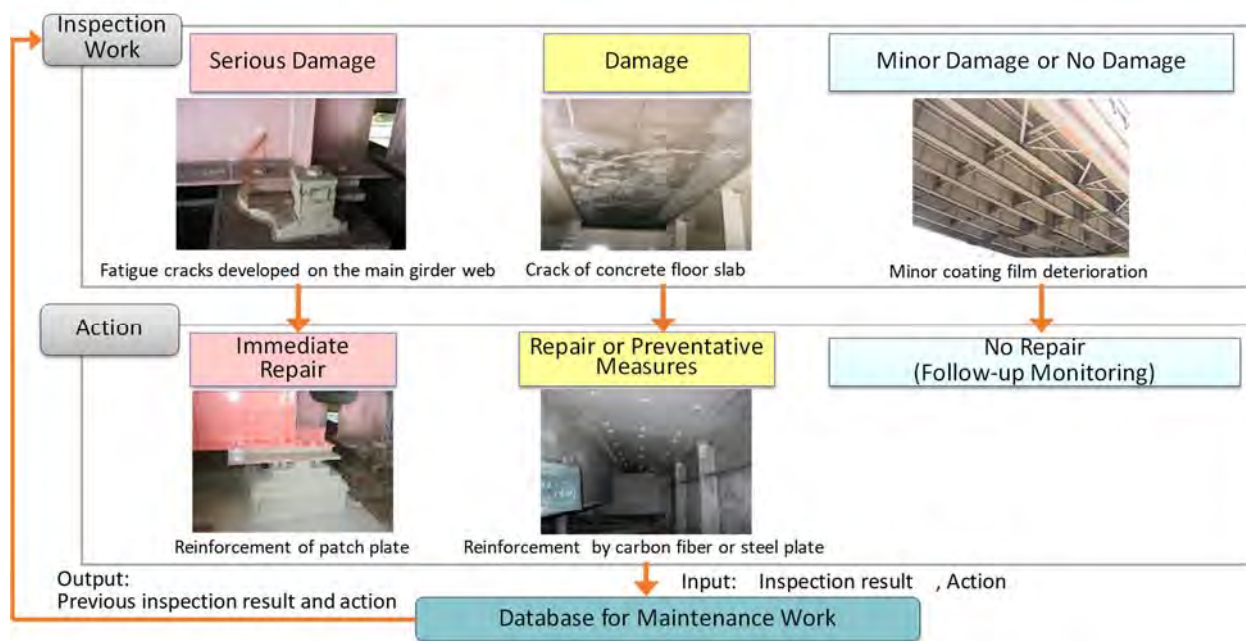 Inspection
Work
Serious Damage
Damage
Minor Damage or No Damage
Fatigue cracks developed on the main girder web
Crack of concrete floor slab
Minor coating film deterioration
Action
Immediate
Repair
Repair or Preventative
Measures
No Repair
(Follow-up Monitoring)
Reinforcement of patch plate
Reinforcement by carbon fiber or steel plate
Output:
Previous inspection result and action
Input: Inspection result , Action
Database for Maintenance Work